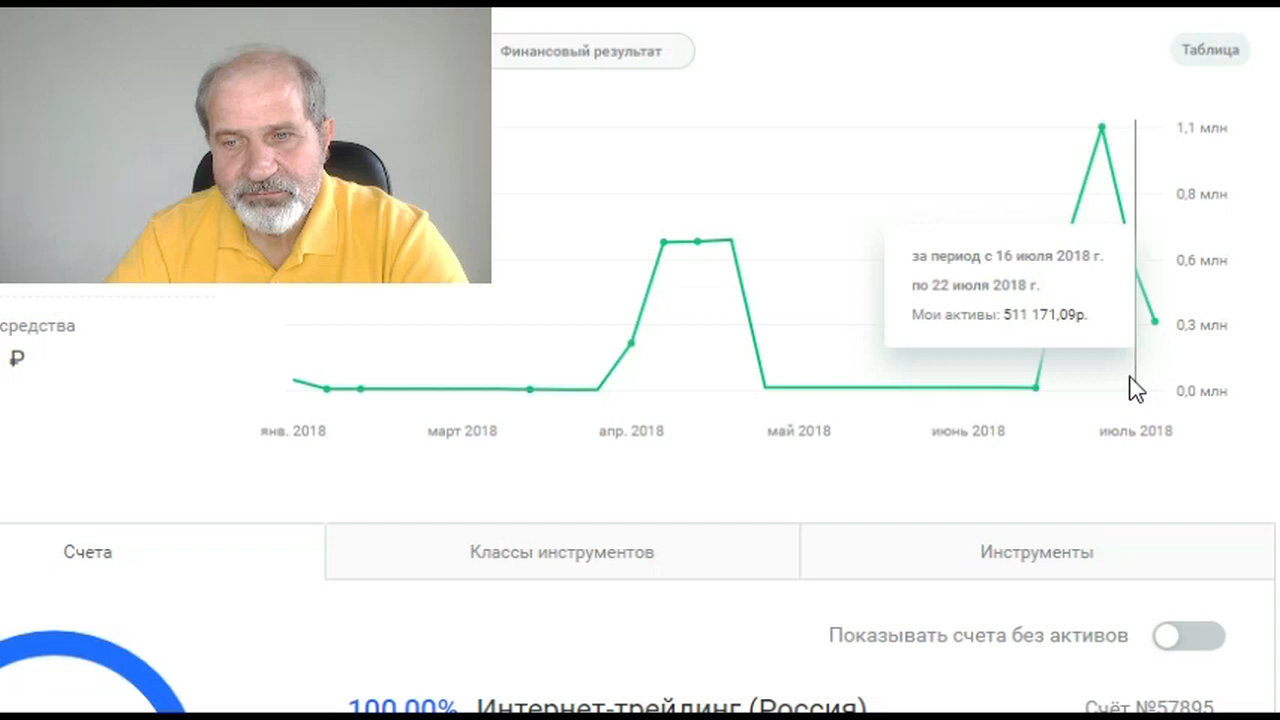 Финансовый результат
Таблица
1,1 млн
0,8 млн
0,6 млн
0,3 млн
0,0 млн
за период с 16 июля 2018 г.
по 22 июля 2018 г.
Мои активы: 511 171,09р.
средства
₽
янв. 2018
март 2018
апр. 2018
май 2018
июнь 2018
июль 2018
Счета
Классы инструментов
Инструменты
Показывать счета без активов
100,00% Интернет-трейдинг (Россия)
Счёт №57895